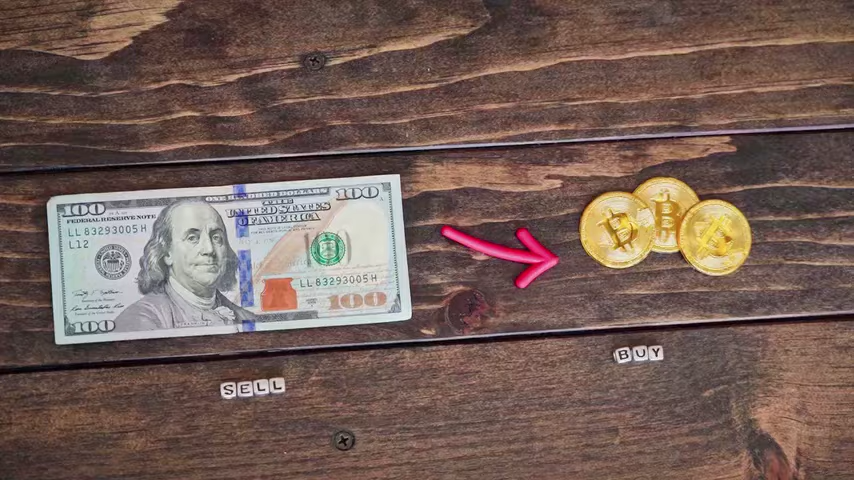 ONE HUNDRED DOLLARS
100
FEDERAL RESERVE NOTE
THE
UNITED STATES
OF AMERICA
100
LL 83293005 H
L12
LL 83293005 H
100
100
SELL
BUY